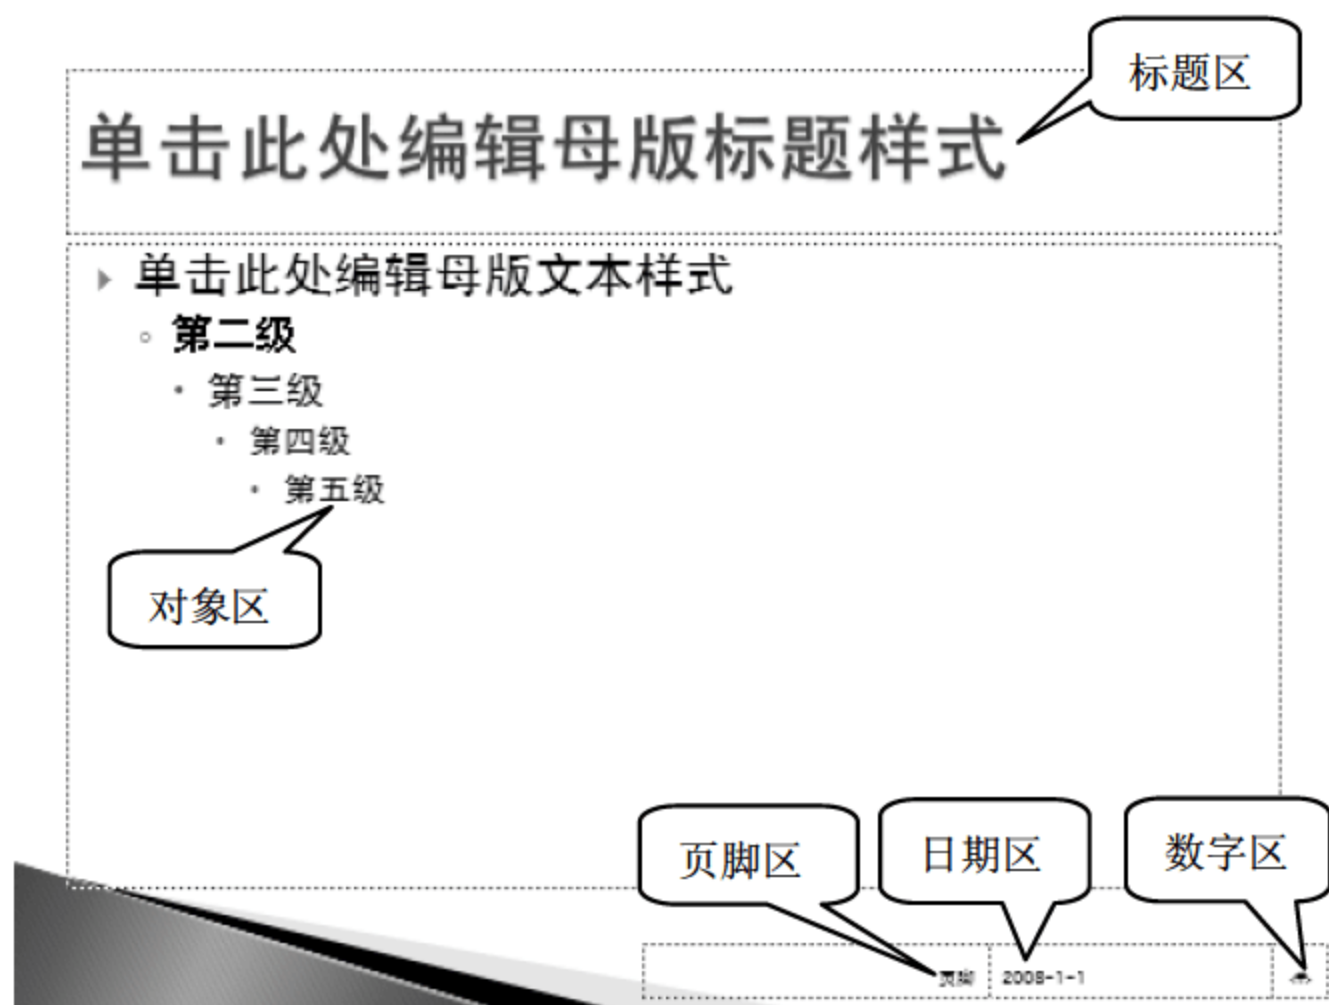 标题区
单击此处编辑母版标题样式
单击此处编辑母版文本样式
第二级
第三级
第四级
第五级
对象区
页脚区
日期区
数字区
页脚
2008-1-1